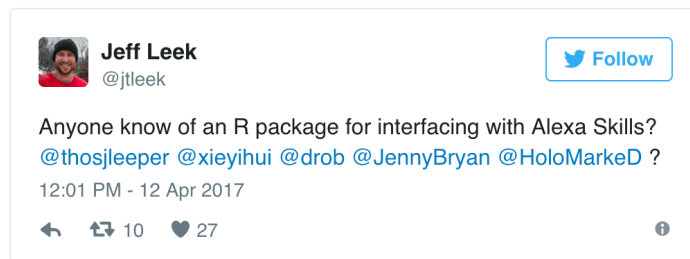 Jeff Leek
@jtleek
Follow
Anyone know of an R package for interfacing with Alexa Skills?
@thosjleeper @xieyihui @drob @JennyBryan @HoloMarkeD ?
12:01 PM - 12 Apr 2017
10 27